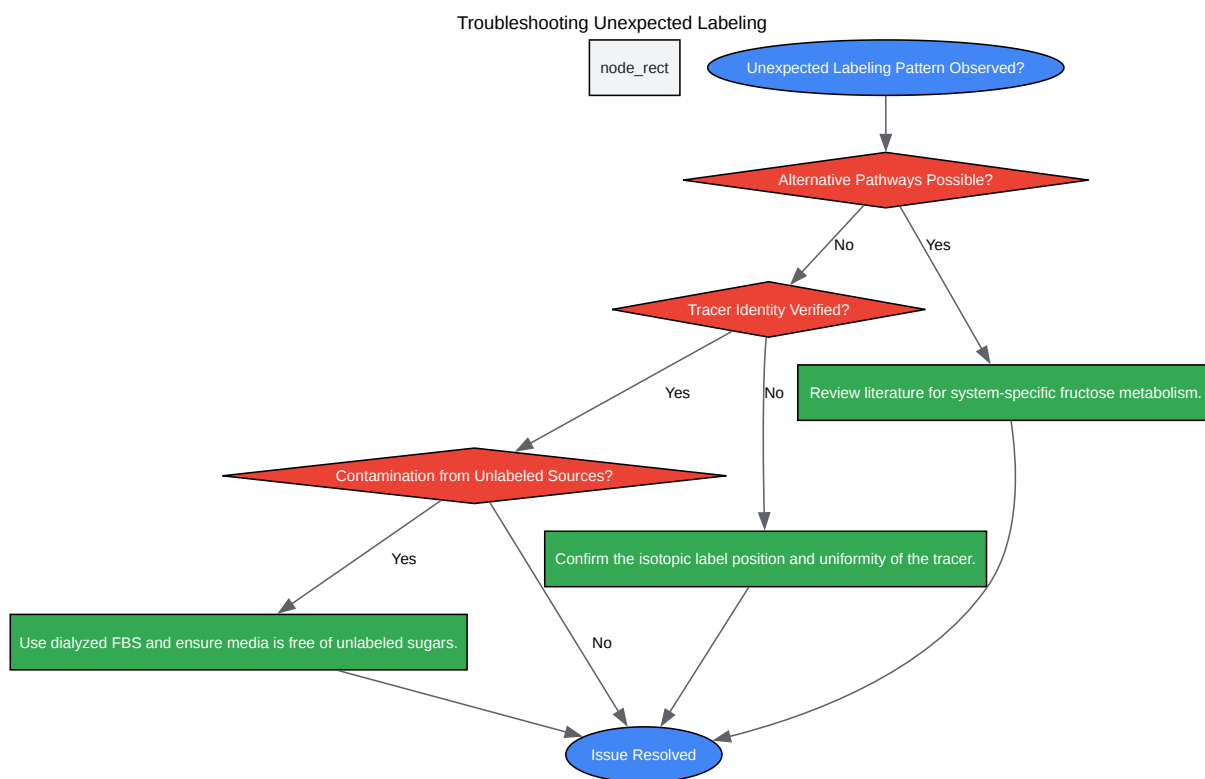 Troubleshooting Unexpected Labeling
node_rect
Unexpected Labeling Pattern Observed?
Alternative Pathways Possible?
No
Yes
Tracer Identity Verified?
Yes
No
Review literature for system-specific fructose metabolism.
Contamination from Unlabeled Sources?
Yes
Confirm the isotopic label position and uniformity of the tracer.
Use dialyzed FBS and ensure media is free of unlabeled sugars.
No
Issue Resolved